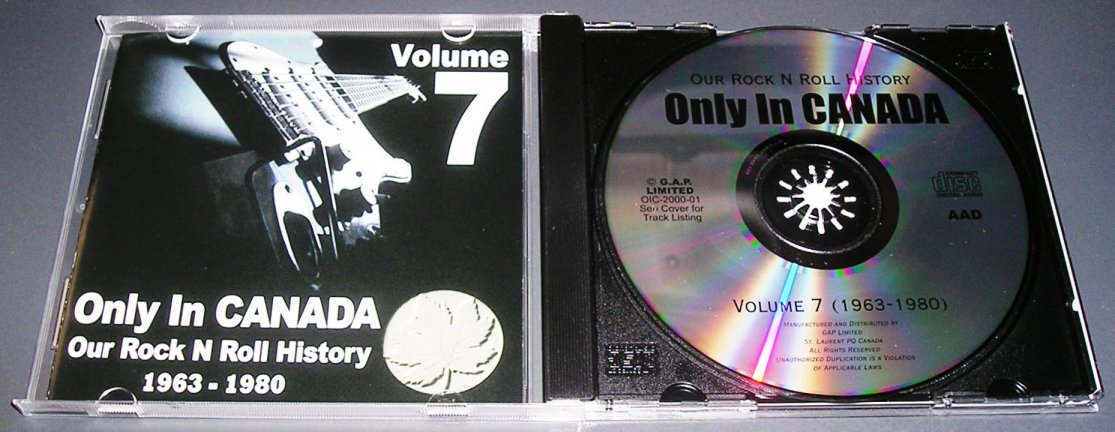 Volume
7
Only In CANADA
Our Rock N Roll History
1963 - 1980
OUR ROCK N ROLL HISTORY
Only In CANADA
© G.A.P.
LIMITED
OIC-2000-01
See Cover for
Track Listing
COMPACT
disc
DIGITAL AUDIO
AAD
VOLUME 7 (1963-1980)
MANUFACTURED AND DISTRIBUTED BY
GAP LIMITED
ST. LAURENT PQ CANADA
ALL RIGHTS RESERVED
UNAUTHORIZED DUPLICATION IS A VIOLATION
OF APPLICABLE LAWS